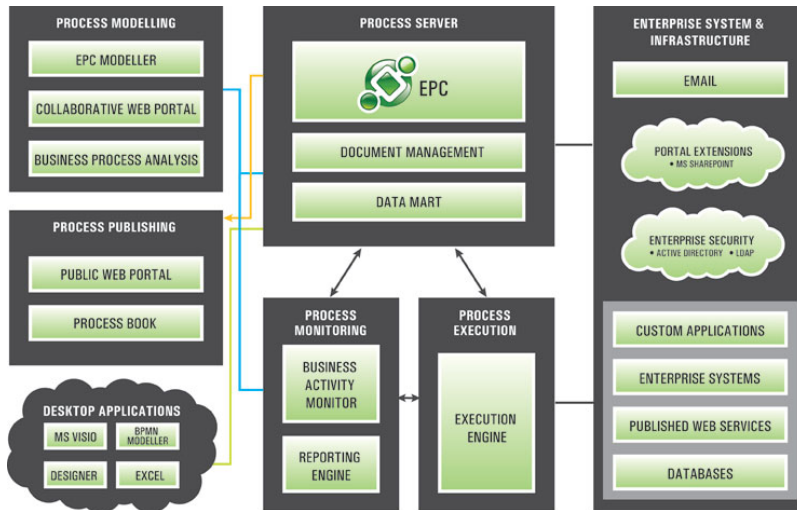 PROCESS MODELLING
EPC MODELLER
COLLABORATIVE WEB PORTAL
BUSINESS PROCESS ANALYSIS
PROCESS PUBLISHING
PUBLIC WEB PORTAL
PROCESS BOOK
DESKTOP APPLICATIONS
MS VISIO
BPMN
MODELLER
DESIGNER
EXCEL
PROCESS SERVER
EPC
DOCUMENT MANAGEMENT
DATA MART
PROCESS
MONITORING
BUSINESS
ACTIVITY
MONITOR
REPORTING
ENGINE
PROCESS
EXECUTION
EXECUTION
ENGINE
ENTERPRISE SYSTEM &
INFRASTRUCTURE
EMAIL
PORTAL EXTENSIONS
• MS SHAREPOINT
ENTERPRISE SECURITY
• ACTIVE DIRECTORY • LDAP
CUSTOM APPLICATIONS
ENTERPRISE SYSTEMS
PUBLISHED WEB SERVICES
DATABASES